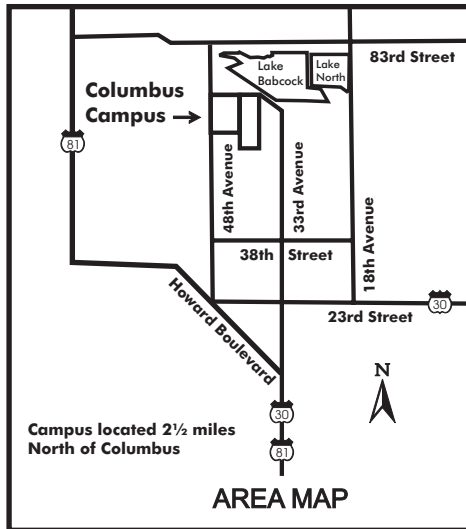 83rd Street
Lake
Babcock
Lake
North
Columbus
Campus
81
48th Avenue
33rd Avenue
18th Avenue
38th Street
30
23rd Street
Howard Boulevard
N
30
Campus located 2½ miles
North of Columbus
81
AREA MAP